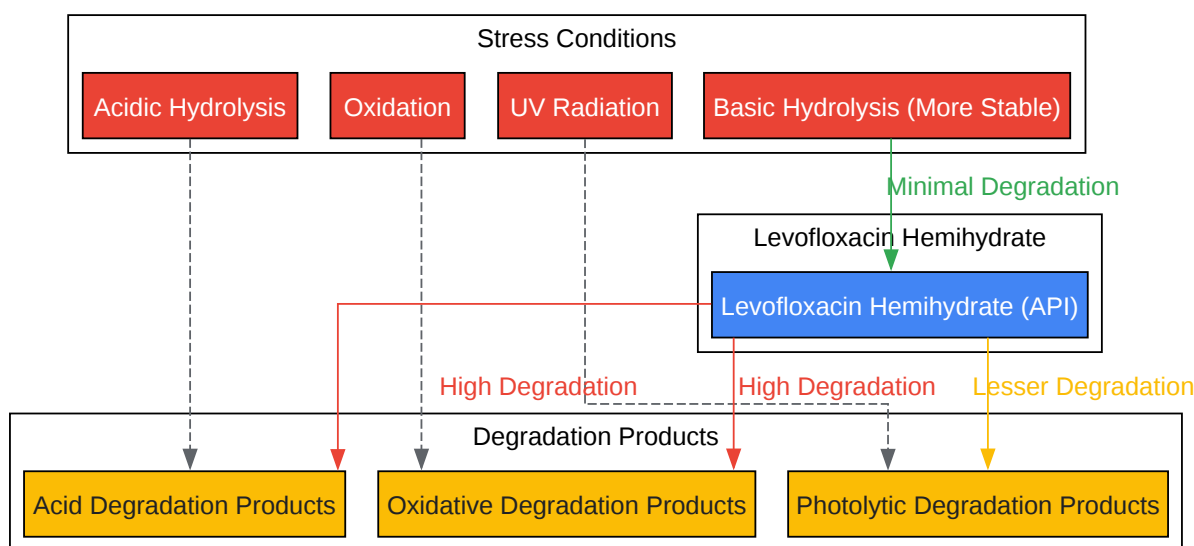 Stress Conditions
Acidic Hydrolysis
Oxidation
UV Radiation
Basic Hydrolysis (More Stable)
Minimal Degradation
Levofloxacin Hemihydrate
Levofloxacin Hemihydrate (API)
High Degradation
High Degradation
Lesser Degradation
Degradation Products
Acid Degradation Products
Oxidative Degradation Products
Photolytic Degradation Products